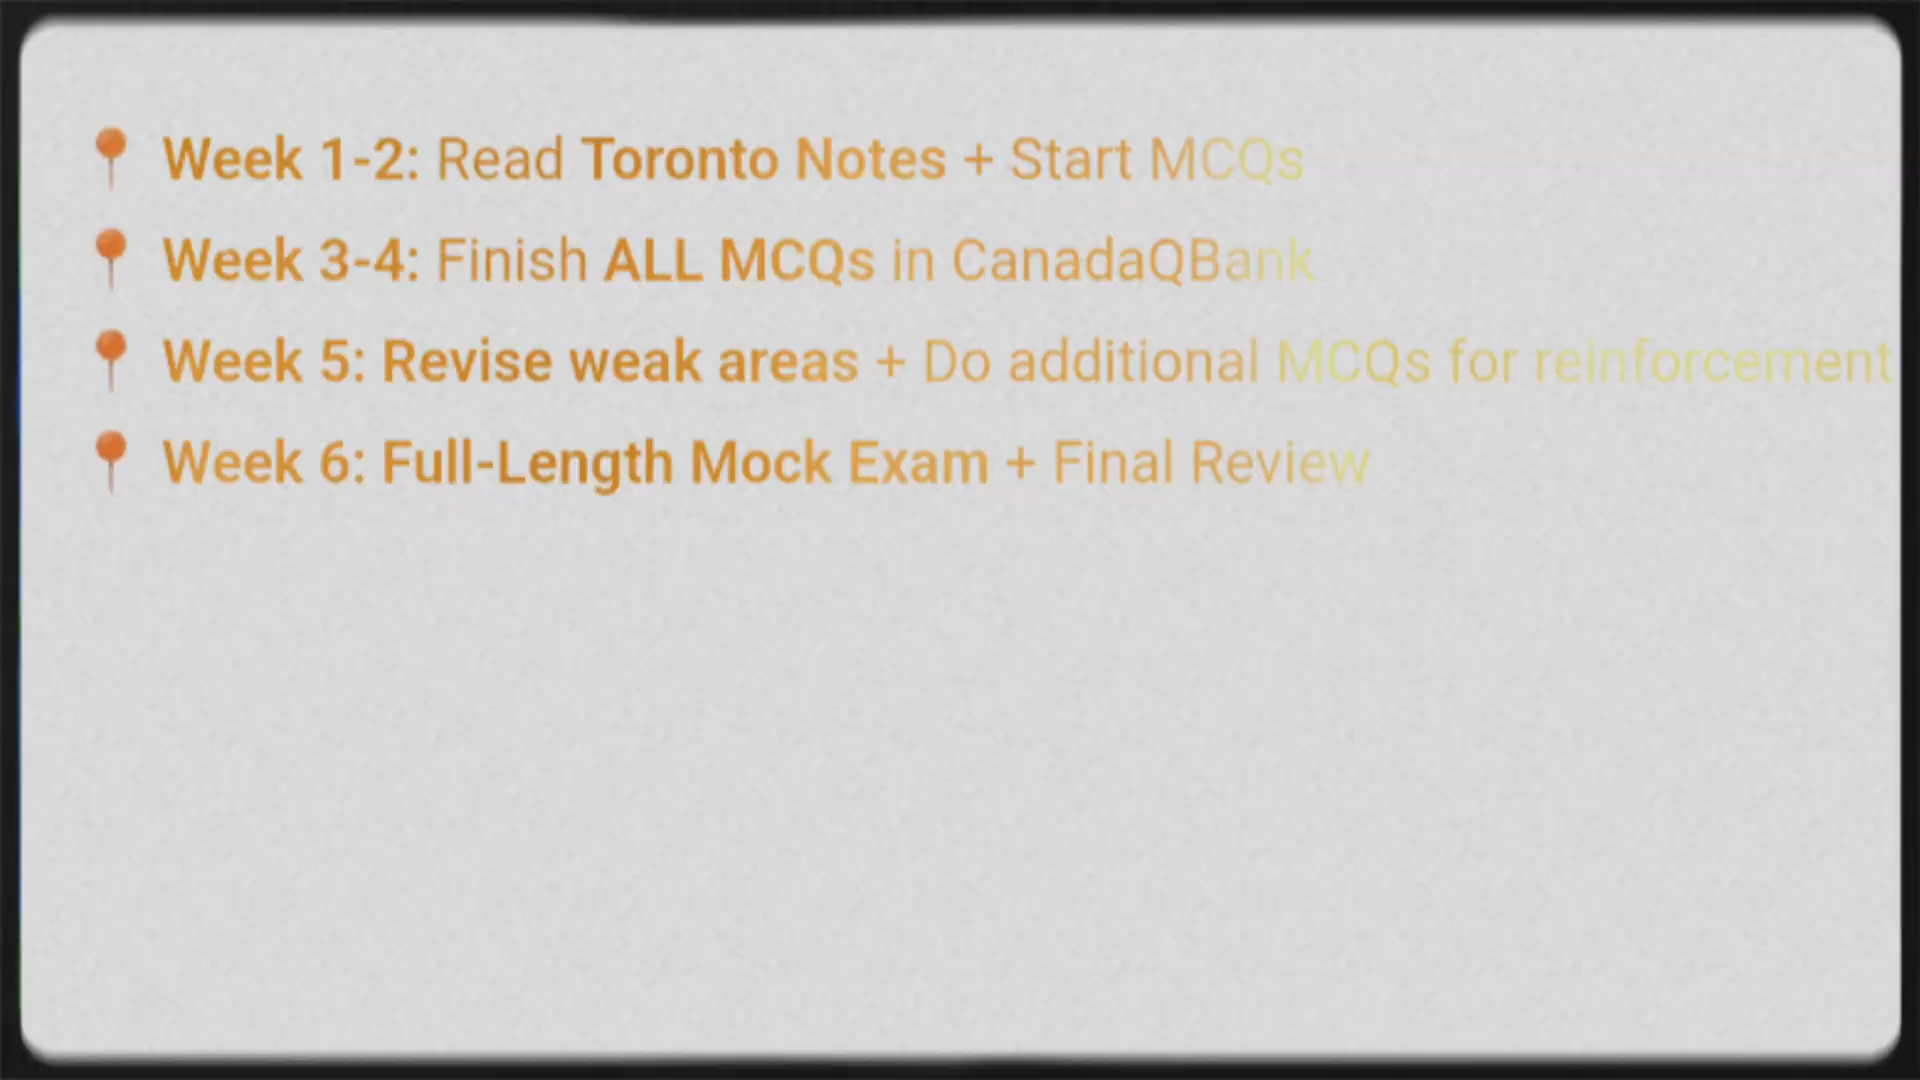 Week 1-2: Read Toronto Notes + Start MCQs
Week 3-4: Finish ALL MCQs in CanadaQBank
Week 5: Revise weak areas + Do additional MCQs for reinforcement
Week 6: Full-Length Mock Exam + Final Review